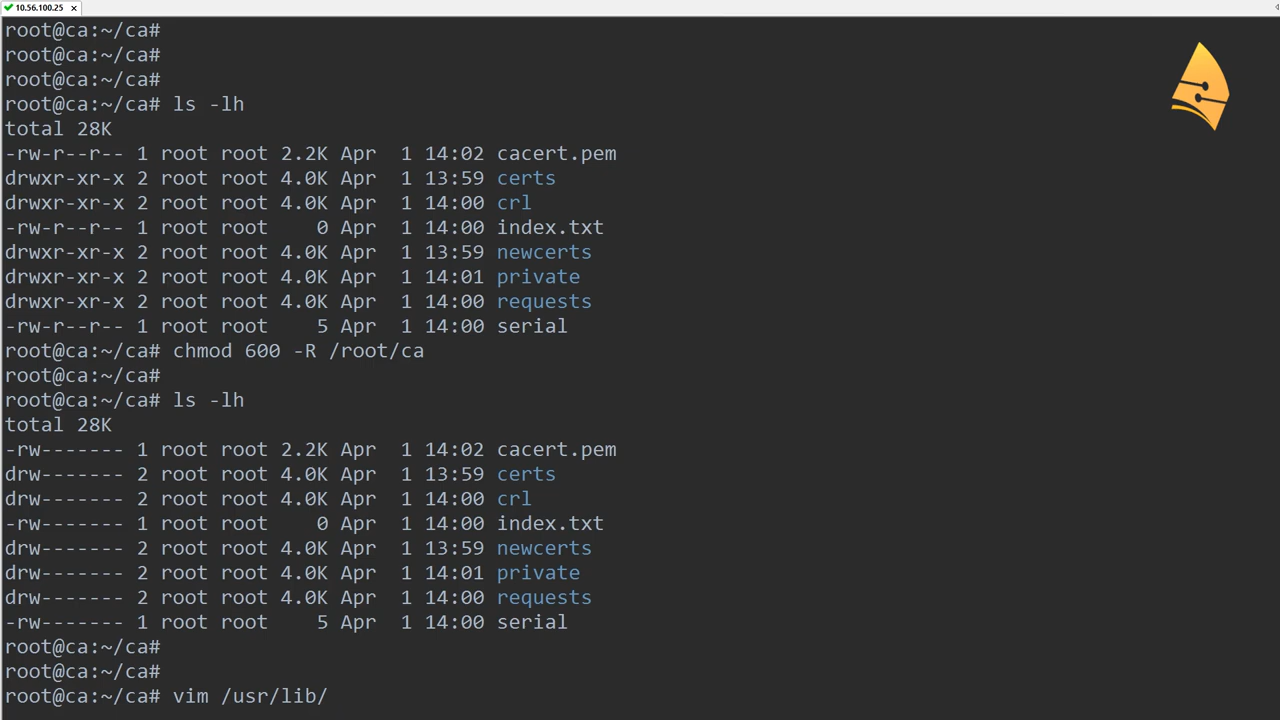 10.56.100.25
root@ca:~/ca#
root@ca:~/ca#
root@ca:~/ca#
root@ca:~/ca# ls -lh
total 28K
-rw-r--r-- 1 root root 2.2K Apr  1 14:02 cacert.pem
drwxr-xr-x 2 root root 4.0K Apr  1 13:59 certs
drwxr-xr-x 2 root root 4.0K Apr  1 14:00 crl
-rw-r--r-- 1 root root    0 Apr  1 14:00 index.txt
drwxr-xr-x 2 root root 4.0K Apr  1 13:59 newcerts
drwxr-xr-x 2 root root 4.0K Apr  1 14:01 private
drwxr-xr-x 2 root root 4.0K Apr  1 14:00 requests
-rw-r--r-- 1 root root    5 Apr  1 14:00 serial
root@ca:~/ca# chmod 600 -R /root/ca
root@ca:~/ca#
root@ca:~/ca# ls -lh
total 28K
-rw------- 1 root root 2.2K Apr  1 14:02 cacert.pem
drw------- 2 root root 4.0K Apr  1 13:59 certs
drw------- 2 root root 4.0K Apr  1 14:00 crl
-rw------- 1 root root    0 Apr  1 14:00 index.txt
drw------- 2 root root 4.0K Apr  1 13:59 newcerts
drw------- 2 root root 4.0K Apr  1 14:01 private
drw------- 2 root root 4.0K Apr  1 14:00 requests
-rw------- 1 root root    5 Apr  1 14:00 serial
root@ca:~/ca#
root@ca:~/ca#
root@ca:~/ca# vim /usr/lib/